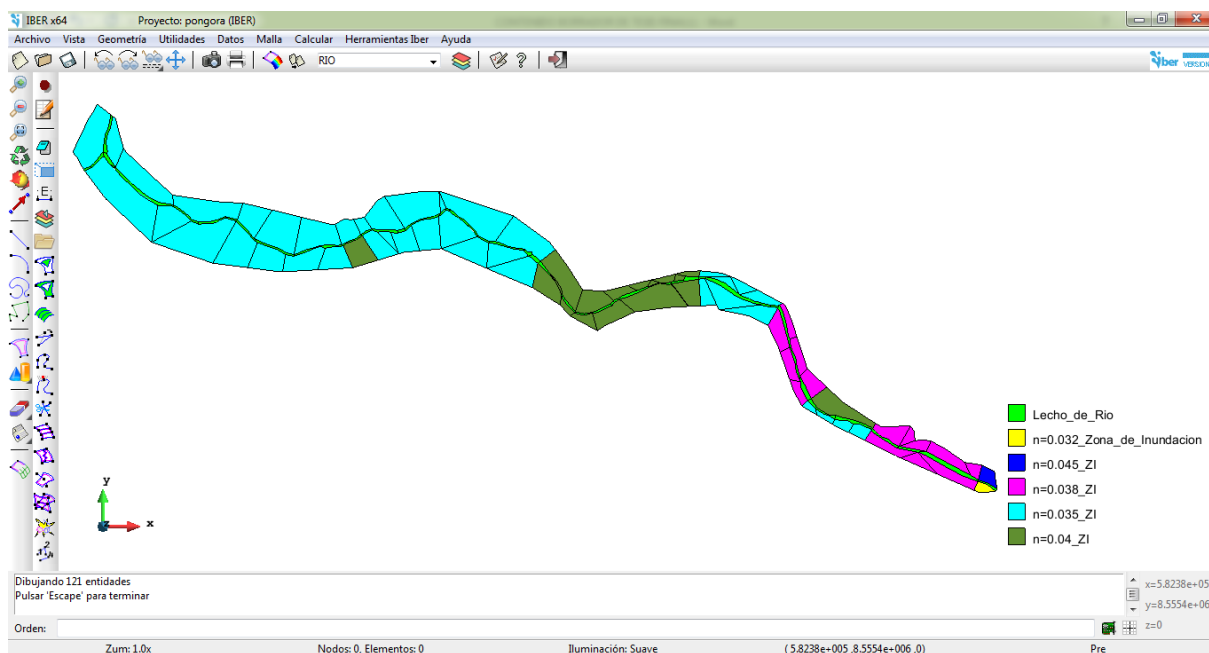 IBER x64 Proyecto: pongora (IBER)
Archivo Vista Geometría Utilidades Datos Malla Calcular Herramientas Iber Ayuda
RIO
iber VERSION
.E.
Lecho_de_Rio
n=0.032_Zona_de_Inundacion
n=0.045_ZI
n=0.038_ZI
n=0.035_ZI
n=0.04_ZI
y
z
x
Dibujando 121 entidades
Pulsar 'Escape' para terminar
x=5.8238e+05
y=8.5554e+06
z=0
Orden:
Zum: 1.0x Nodos: 0, Elementos: 0 Iluminación: Suave ( 5.8238e+005 ,8.5554e+006 ,0) Pre